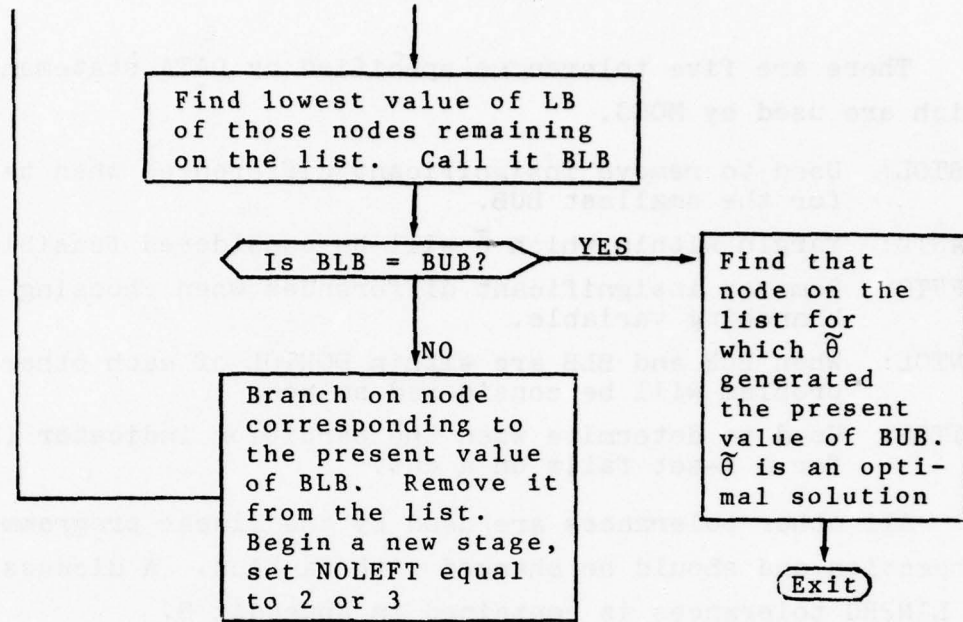 Find lowest value of LB
of those nodes remaining
on the list. Call it BLB
Is BLB = BUB?
YES
NO
Find that
node on the
list for
which θ̃
generated
the present
value of BUB.
θ̃ is an opti-
mal solution
Exit
Branch on node
corresponding to
the present value
of BLB. Remove it
from the list.
Begin a new stage,
set NOLEFT equal
to 2 or 3